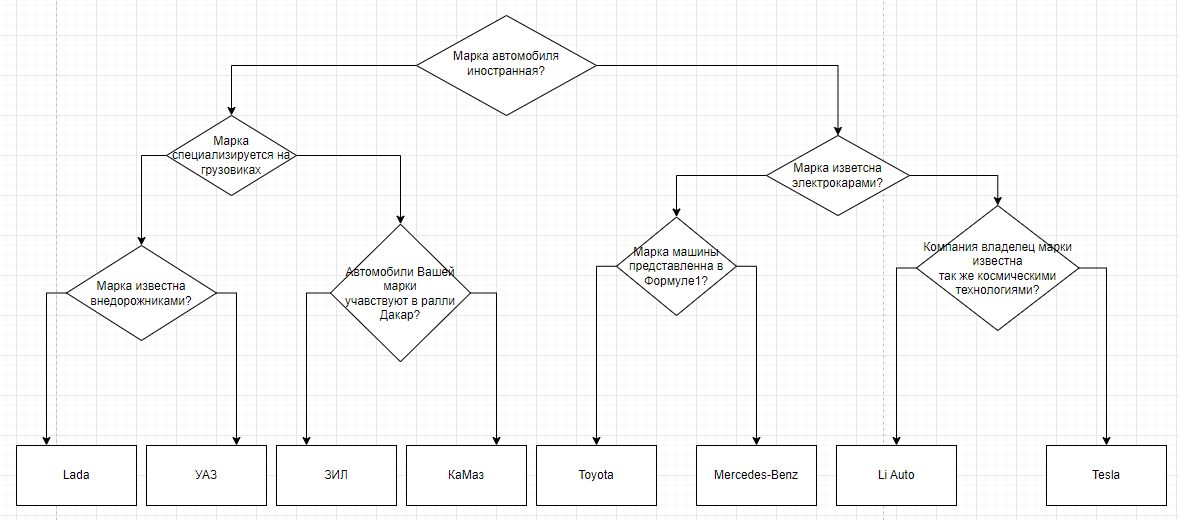 Марка автомобиля
иностранная?
Марка
специализируется на
грузовиках
Марка изветсна
электрокарами?
Марка известна
внедорожниками?
Автомобили Вашей
марки
учавствуют в ралли
Дакар?
Марка машины
представленна в
Формуле1?
Компания владелец марки
известна
так же космическими
технологиями?
Lada
УАЗ
ЗИЛ
КаМаз
Toyota
Mercedes-Benz
Li Auto
Tesla